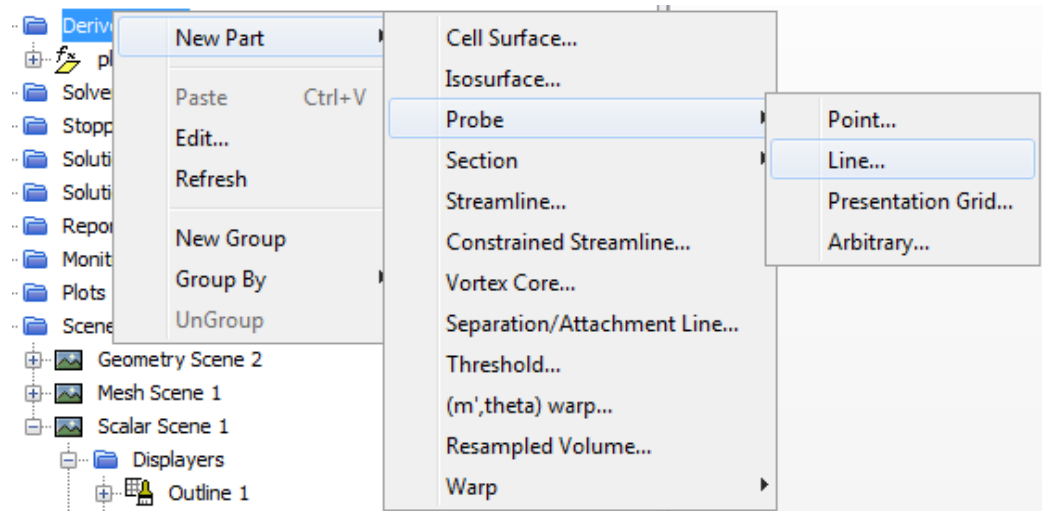 Deriv
pl
Solve
Stopp
Soluti
Soluti
Repor
Monit
Plots
Scene
Geometry Scene 2
Mesh Scene 1
Scalar Scene 1
Displayers
Outline 1
New Part
Paste Ctrl+V
Edit...
Refresh
New Group
Group By
UnGroup
Cell Surface...
Isosurface...
Probe
Section
Streamline...
Constrained Streamline...
Vortex Core...
Separation/Attachment Line...
Threshold...
(m',theta) warp...
Resampled Volume...
Warp
Point...
Line...
Presentation Grid...
Arbitrary...